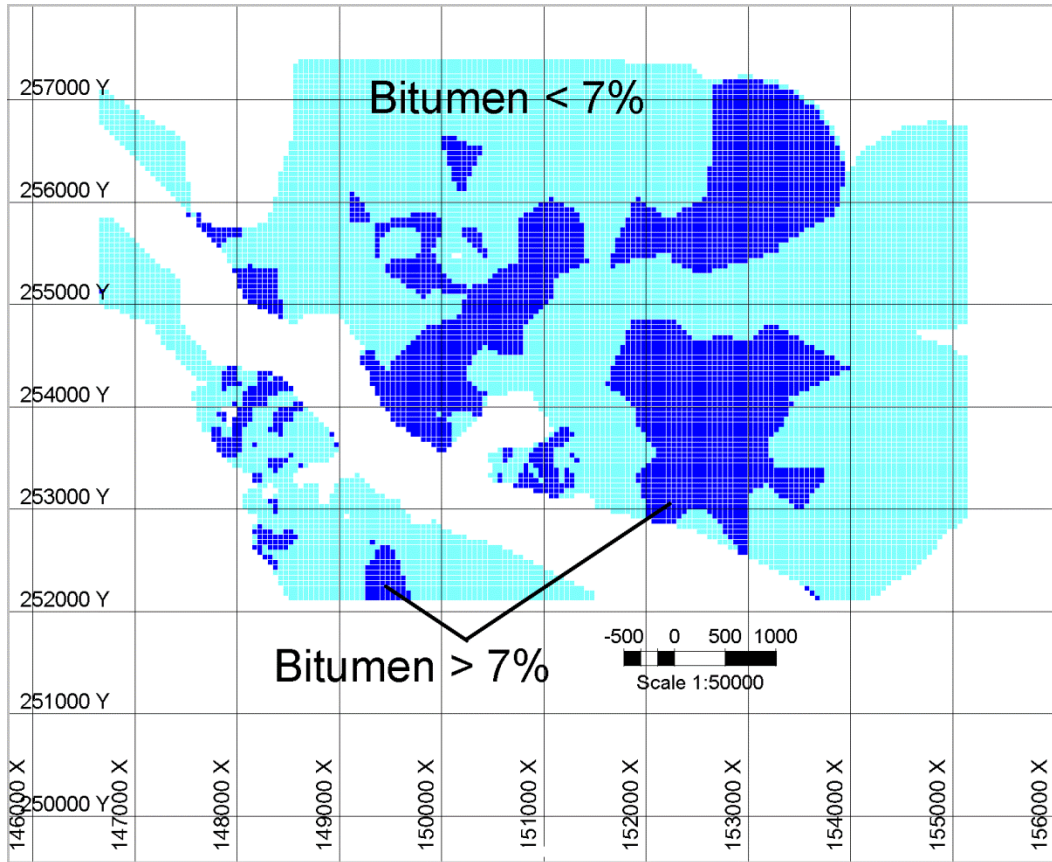 257000 Y
Bitumen < 7%
256000 Y
255000 Y
254000 Y
253000 Y
252000 Y
Bitumen > 7%
-500 0 500 1000
Scale 1:50000
251000 Y
250000 Y
146000 X
147000 X
148000 X
149000 X
150000 X
151000 X
152000 X
153000 X
154000 X
155000 X
156000 X